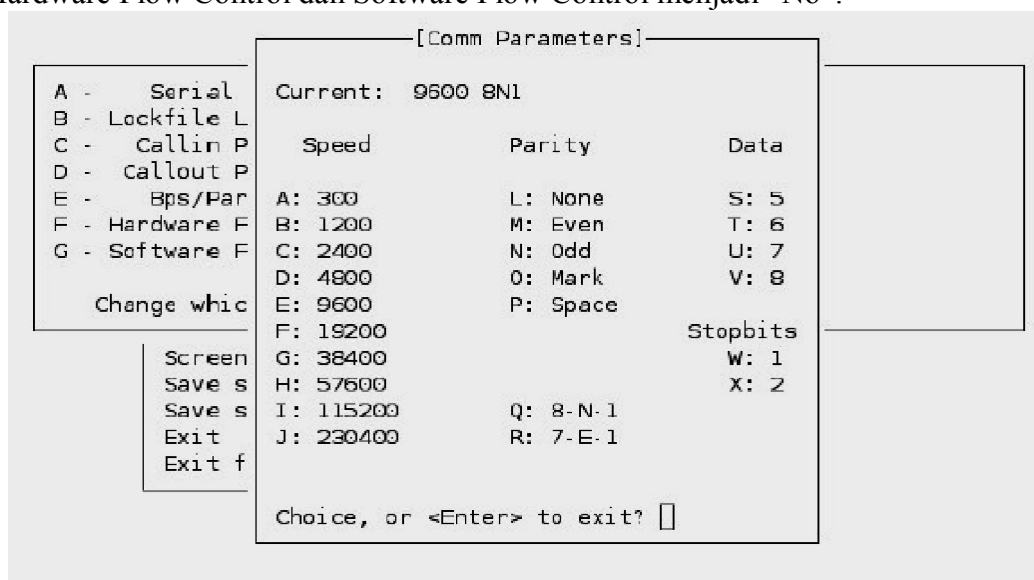 Hardware Flow Control dan Software Flow Control menjadi "No".
[Comm Parameters]
A - Serial
Current: 9600 8N1
B - Lockfile L
C - Callin P
Speed Parity Data
D - Callout P
E - Bps/Par
A: 300 L: None S: 5
F - Hardware F
B: 1200 M: Even T: 6
G - Software F
C: 2400 N: Odd U: 7
D: 4800 O: Mark V: 8
Change whic
E: 9600 P: Space
F: 19200 Stopbits
Screen
G: 38400 W: 1
Save s
H: 57600 X: 2
Save s
I: 115200 Q: 8-N-1
Exit
J: 230400 R: 7-E-1
Exit f
Choice, or <Enter> to exit?